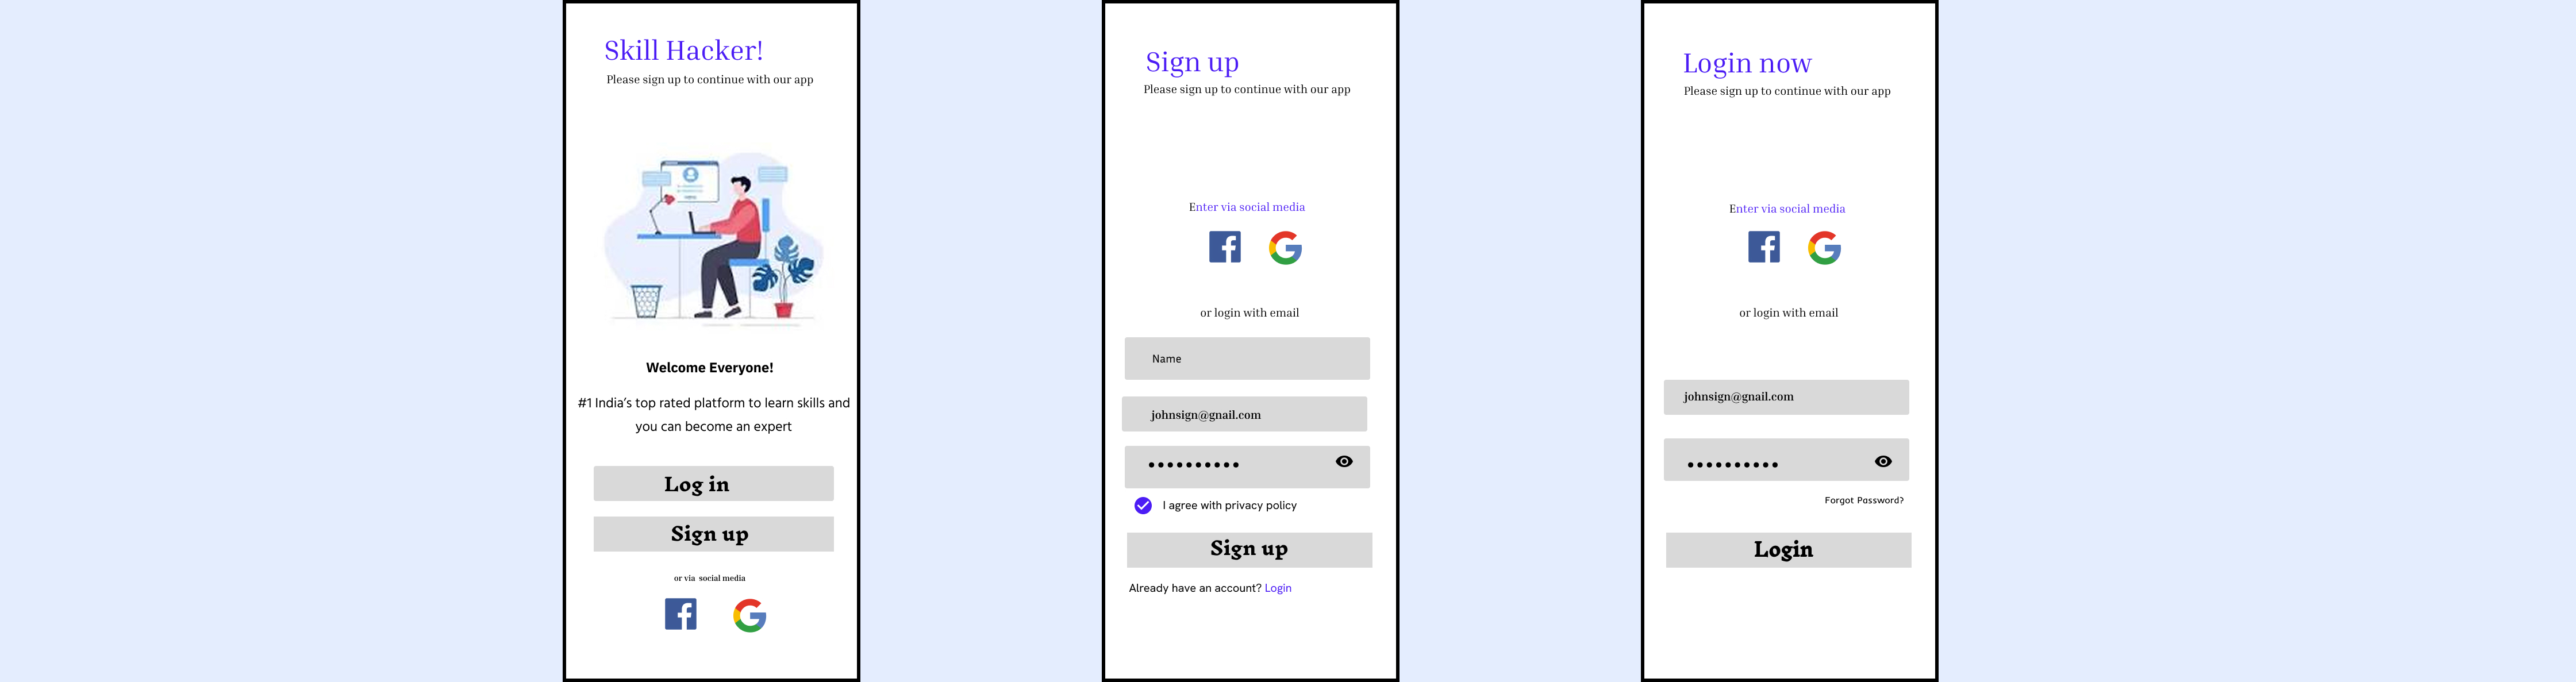 Skill Hacker!
Please sign up to continue with our app
Welcome Everyone!
#1 India's top rated platform to learn skills and
you can become an expert
Log in
Sign up
or via social media
Sign up
Please sign up to continue with our app
Enter via social media
or login with email
Name
johnsign@gnail.com
I agree with privacy policy
Sign up
Already have an account? Login
Login now
Please sign up to continue with our app
Enter via social media
or login with email
johnsign@gnail.com
Forgot Password?
Login